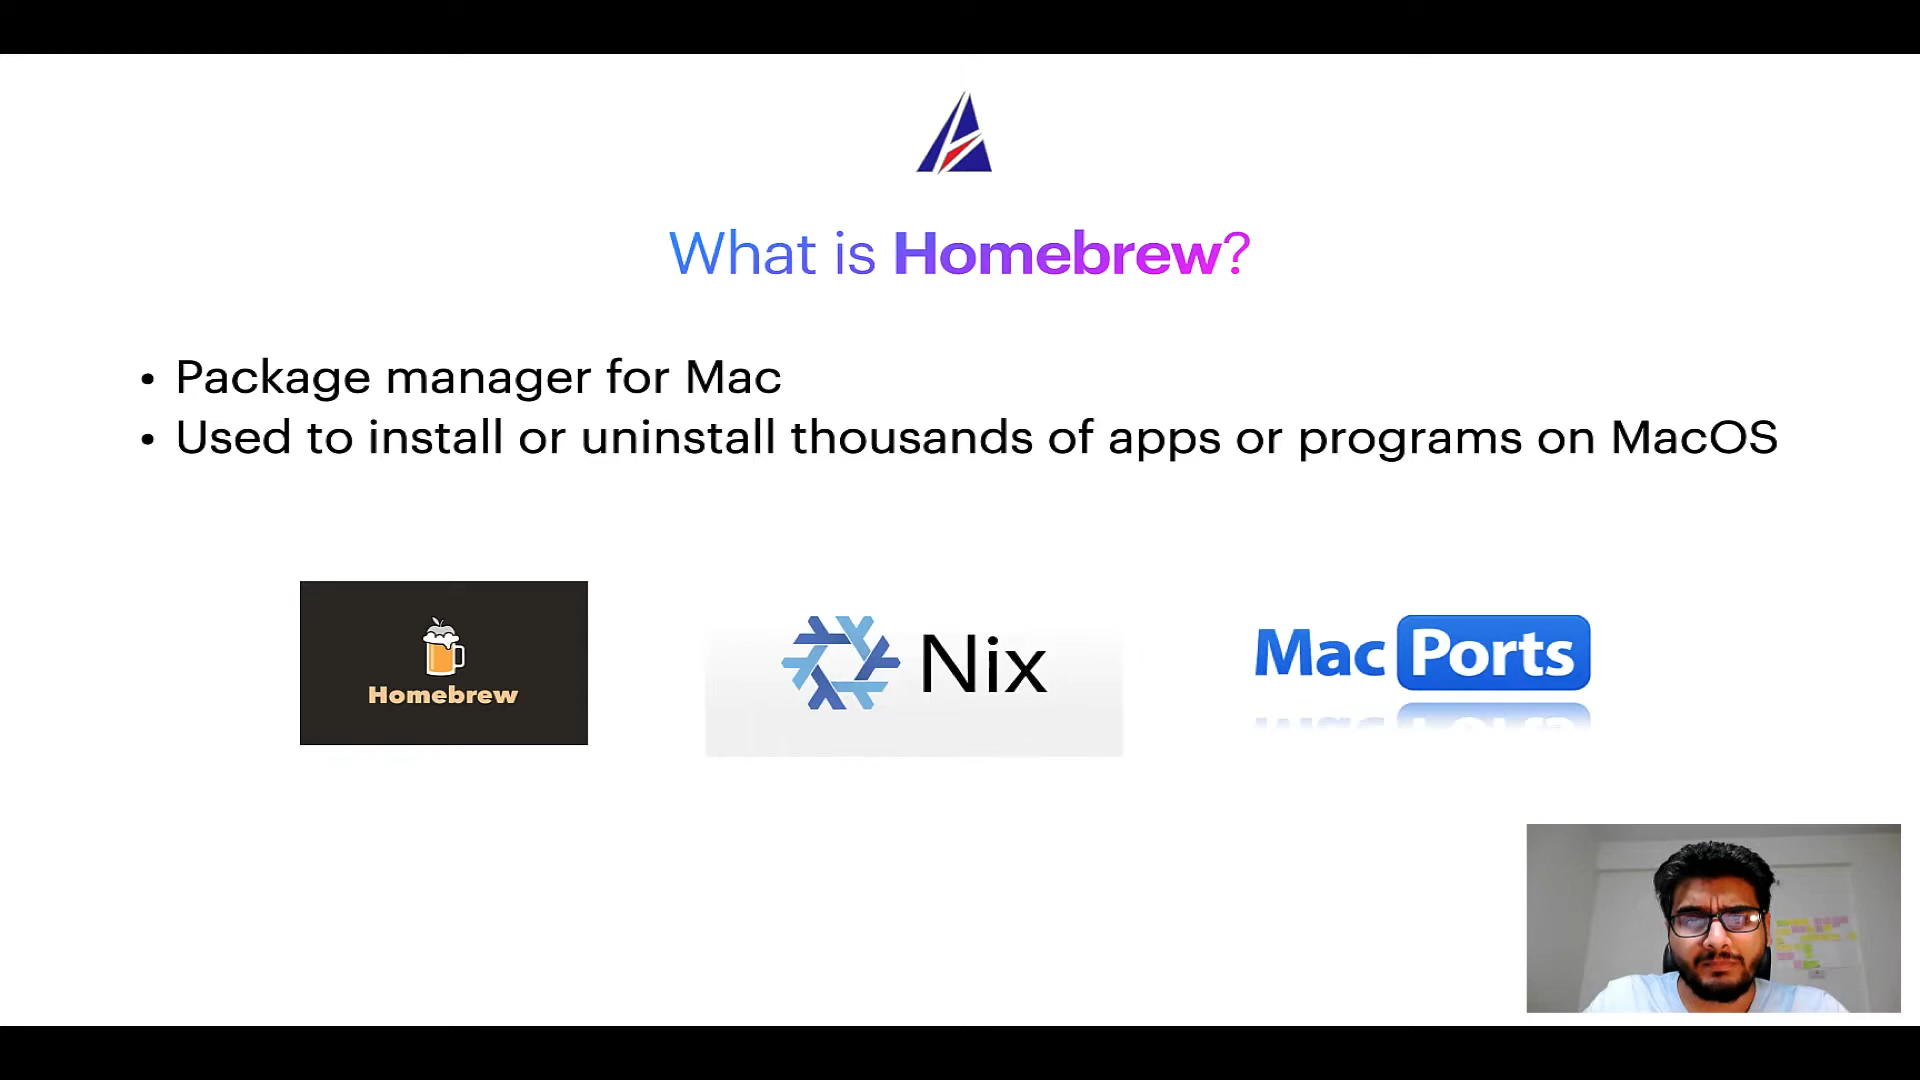 What is Homebrew?
• Package manager for Mac
• Used to install or uninstall thousands of apps or programs on MacOS
Homebrew
Nix
Mac Ports